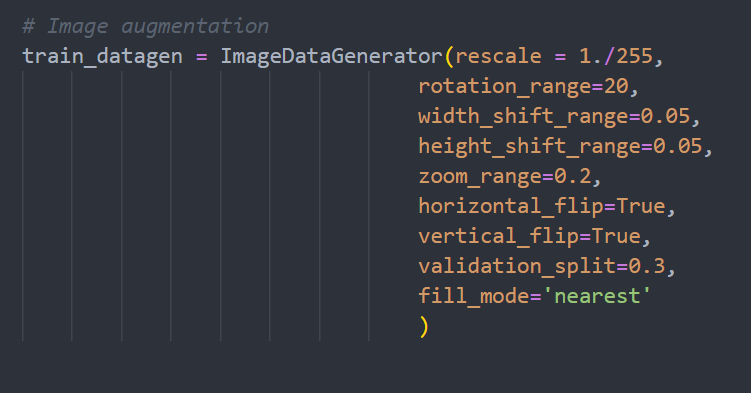 # Image augmentation
train_datagen = ImageDataGenerator(rescale = 1./255,
rotation_range=20,
width_shift_range=0.05,
height_shift_range=0.05,
zoom_range=0.2,
horizontal_flip=True,
vertical_flip=True,
validation_split=0.3,
fill_mode='nearest'
)